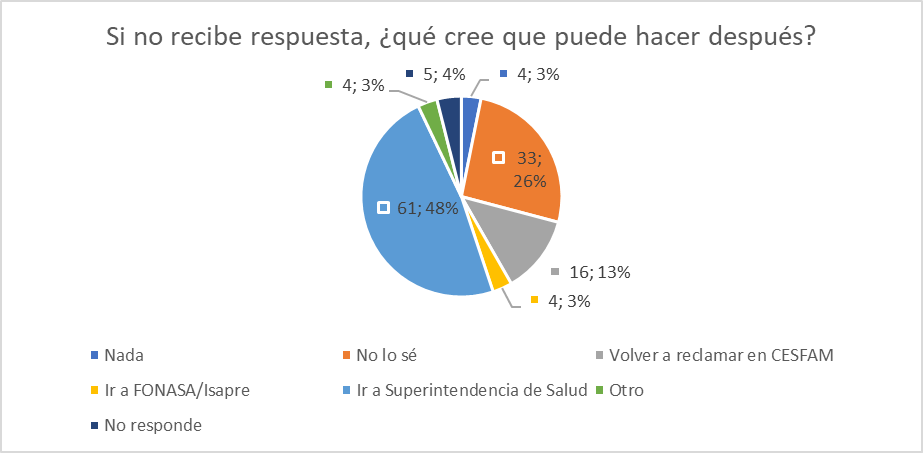 Si no recibe respuesta, ¿qué cree que puede hacer después?
5; 4%
4; 3%
4; 3%
33;
26%
61; 48%
16; 13%
4; 3%
Nada
No lo sé
Volver a reclamar en CESFAM
Ir a FONASA/Isapre
Ir a Superintendencia de Salud
Otro
No responde